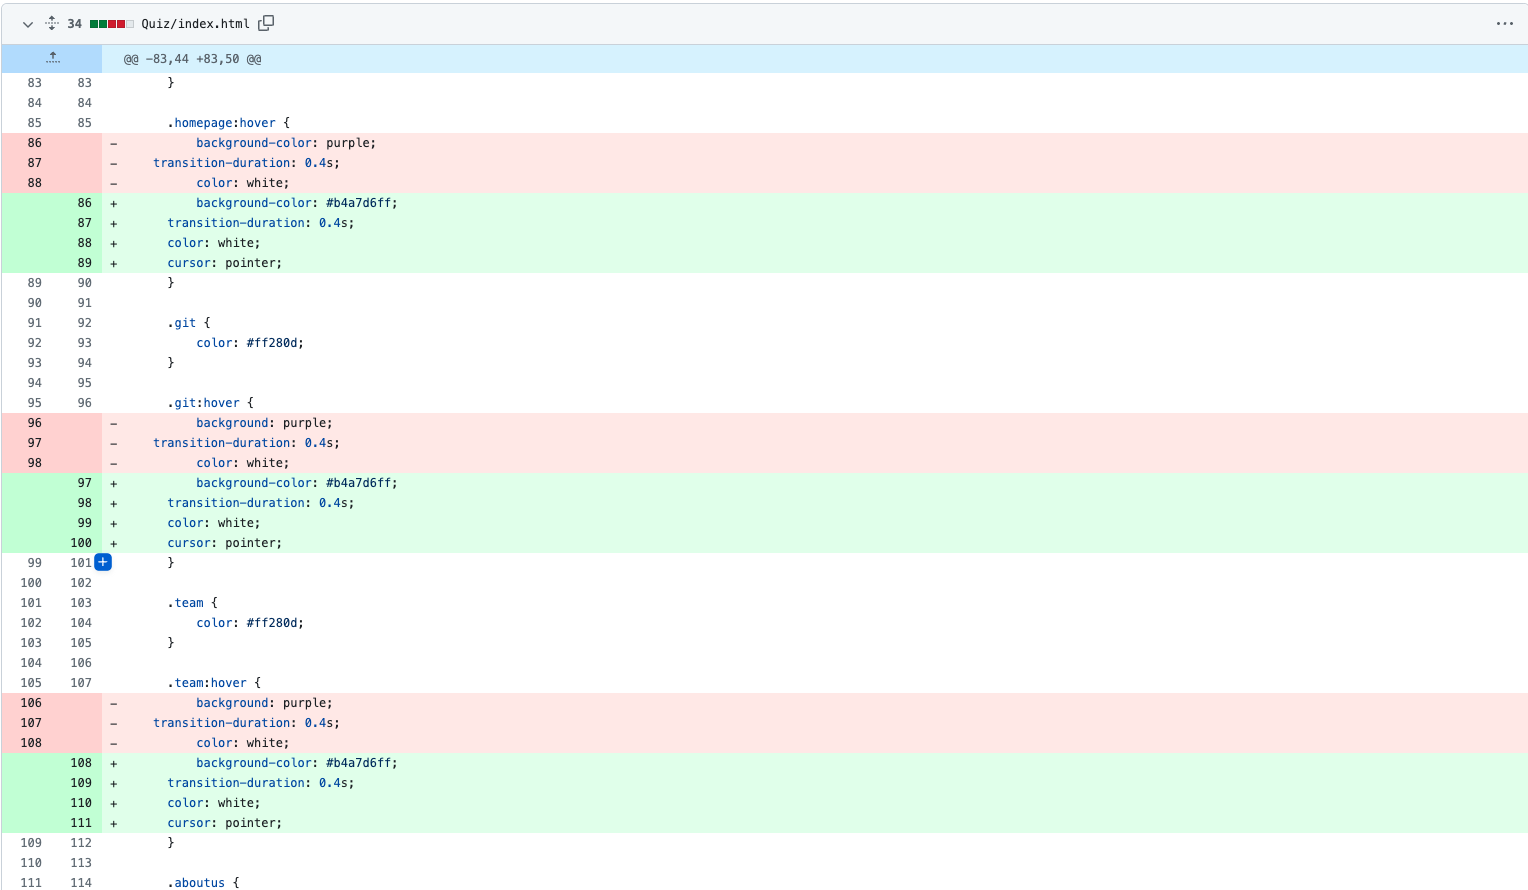 34 Quiz/index.html
@@ -83,44 +83,50 @@
83 83 }
84 84
85 85 .homepage:hover {
86 - background-color: purple;
87 - transition-duration: 0.4s;
88 - color: white;
86 + background-color: #b4a7d6ff;
87 + transition-duration: 0.4s;
88 + color: white;
89 + cursor: pointer;
89 90 }
90 91
91 92 .git {
92 93 color: #ff280d;
93 94 }
94 95
95 96 .git:hover {
96 - background: purple;
97 - transition-duration: 0.4s;
98 - color: white;
97 + background-color: #b4a7d6ff;
98 + transition-duration: 0.4s;
99 + color: white;
100 + cursor: pointer;
99 101 + }
100 102
101 103 .team {
102 104 color: #ff280d;
103 105 }
104 106
105 107 .team:hover {
106 - background: purple;
107 - transition-duration: 0.4s;
108 - color: white;
108 + background-color: #b4a7d6ff;
109 + transition-duration: 0.4s;
110 + color: white;
111 + cursor: pointer;
109 112 }
110 113
111 114 .aboutus {